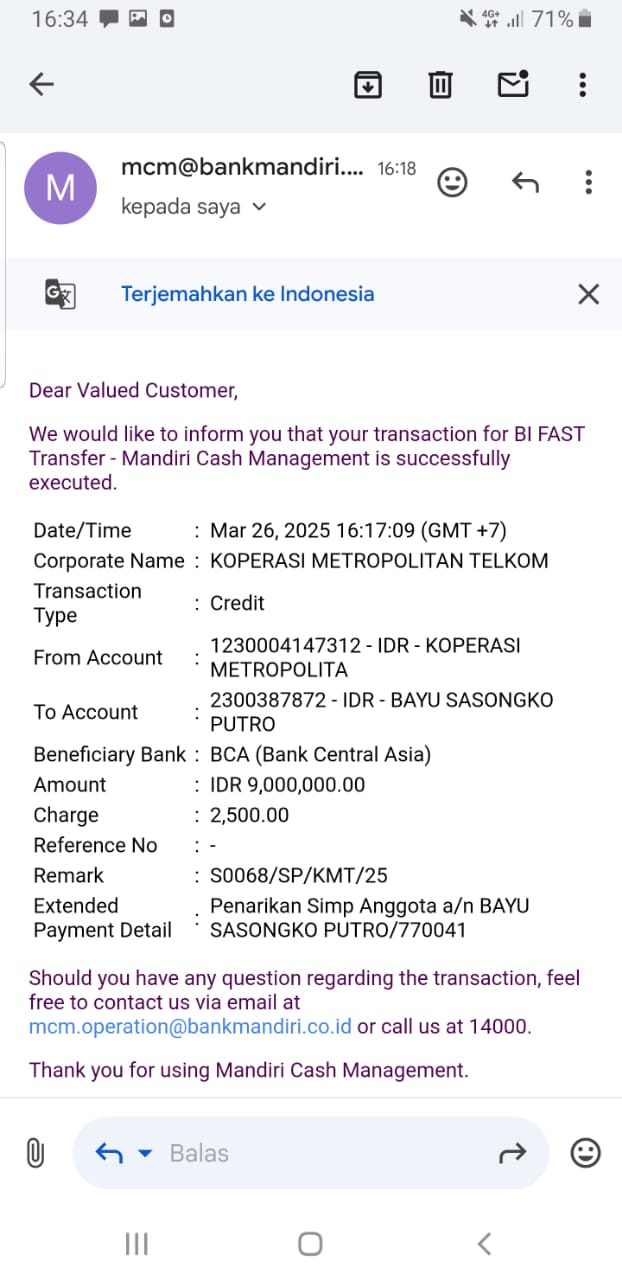 16:34 4G+ 71%
M
mcm@bankmandiri.... 16:18
kepada saya
G
Terjemahkan ke Indonesia
Dear Valued Customer,
We would like to inform you that your transaction for BI FAST
Transfer - Mandiri Cash Management is successfully
executed.
Date/Time : Mar 26, 2025 16:17:09 (GMT +7)
Corporate Name : KOPERASI METROPOLITAN TELKOM
Transaction
Type : Credit
From Account : 1230004147312 - IDR - KOPERASI
METROPOLITA
To Account : 2300387872 - IDR - BAYU SASONGKO
PUTRO
Beneficiary Bank : BCA (Bank Central Asia)
Amount : IDR 9,000,000.00
Charge : 2,500.00
Reference No : -
Remark : S0068/SP/KMT/25
Extended
Payment Detail : Penarikan Simp Anggota a/n BAYU
SASONGKO PUTRO/770041
Should you have any question regarding the transaction, feel
free to contact us via email at
mcm.operation@bankmandiri.co.id or call us at 14000.
Thank you for using Mandiri Cash Management.
Balas